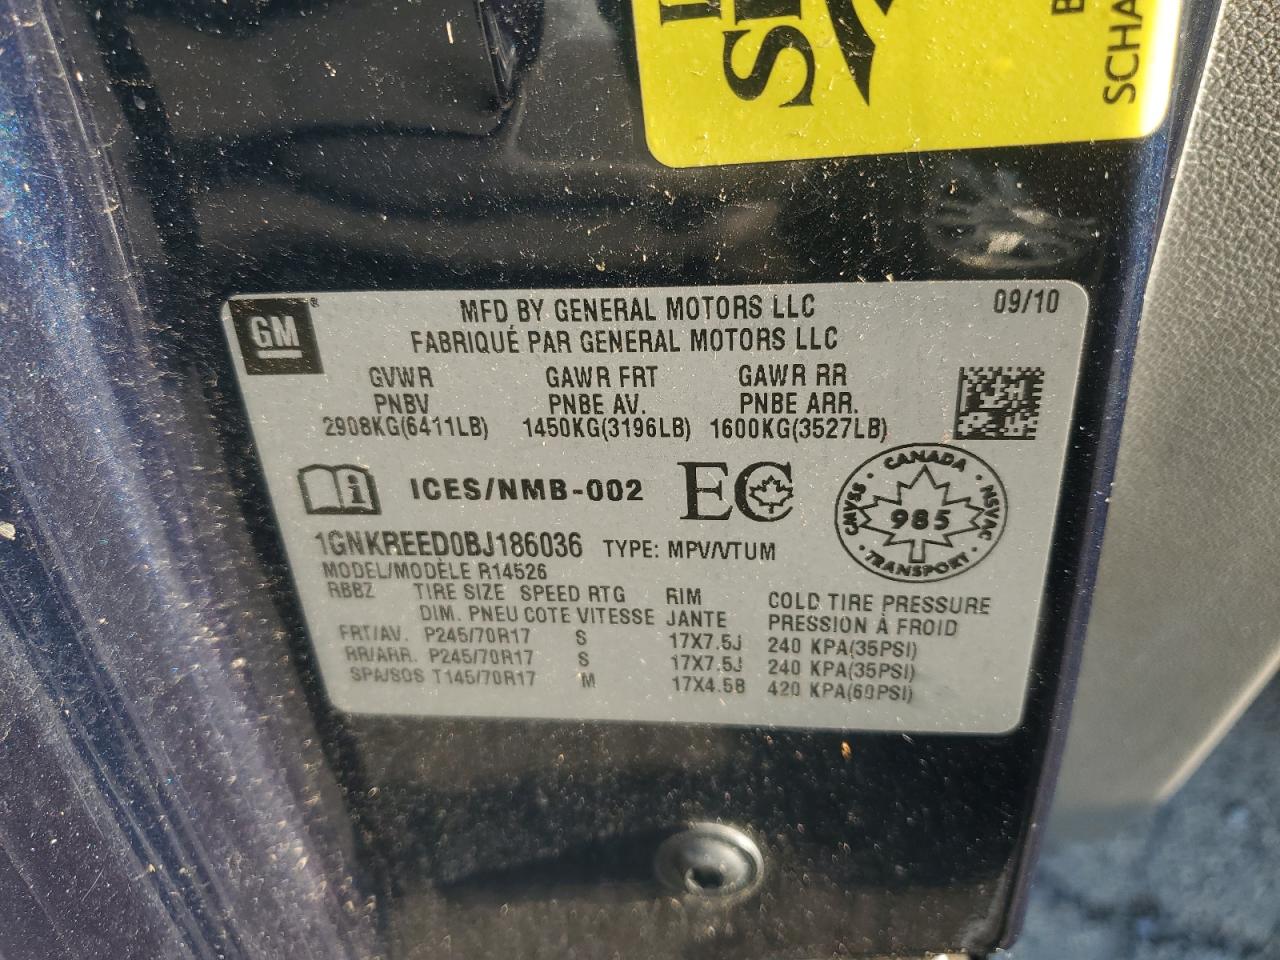 SCHA
GM
MFD BY GENERAL MOTORS LLC 09/10
FABRIQUÉ PAR GENERAL MOTORS LLC
GVWR GAWR FRT GAWR RR
PNBV PNBE AV. PNBE ARR.
2908KG(6411LB) 1450KG(3196LB) 1600KG(3527LB)
ICES/NMB-002 EC
CANADA
CMVSS 985 NSVAC
TRANSPORT
1GNKREED0BJ186036 TYPE: MPV/VTUM
MODEL/MODÈLE R14526
RBBZ TIRE SIZE SPEED RTG RIM COLD TIRE PRESSURE
DIM. PNEU COTE VITESSE JANTE PRESSION À FROID
FRT/AV. P245/70R17 S 17X7.5J 240 KPA(35PSI)
RR/ARR. P245/70R17 S 17X7.5J 240 KPA(35PSI)
SPA/SOS T145/70R17 M 17X4.5B 420 KPA(60PSI)